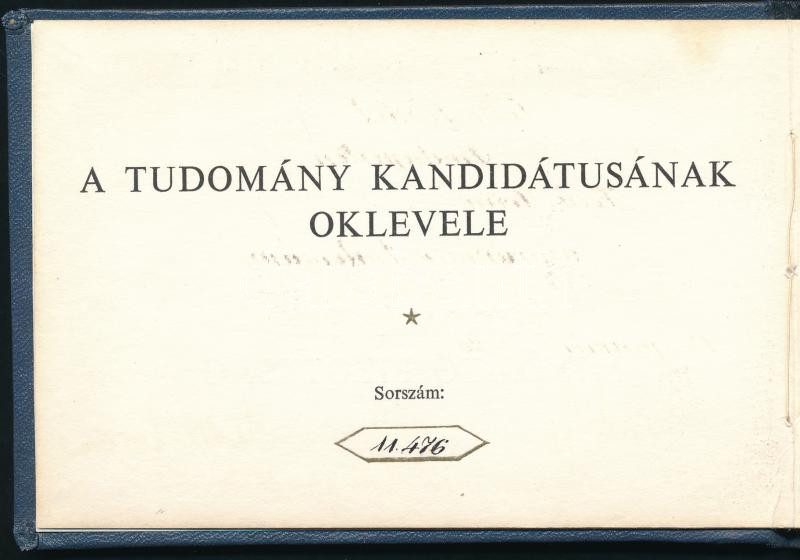 A TUDOMÁNY KANDIDÁTUSÁNAK
OKLEVELE
Sorszám:
11.476